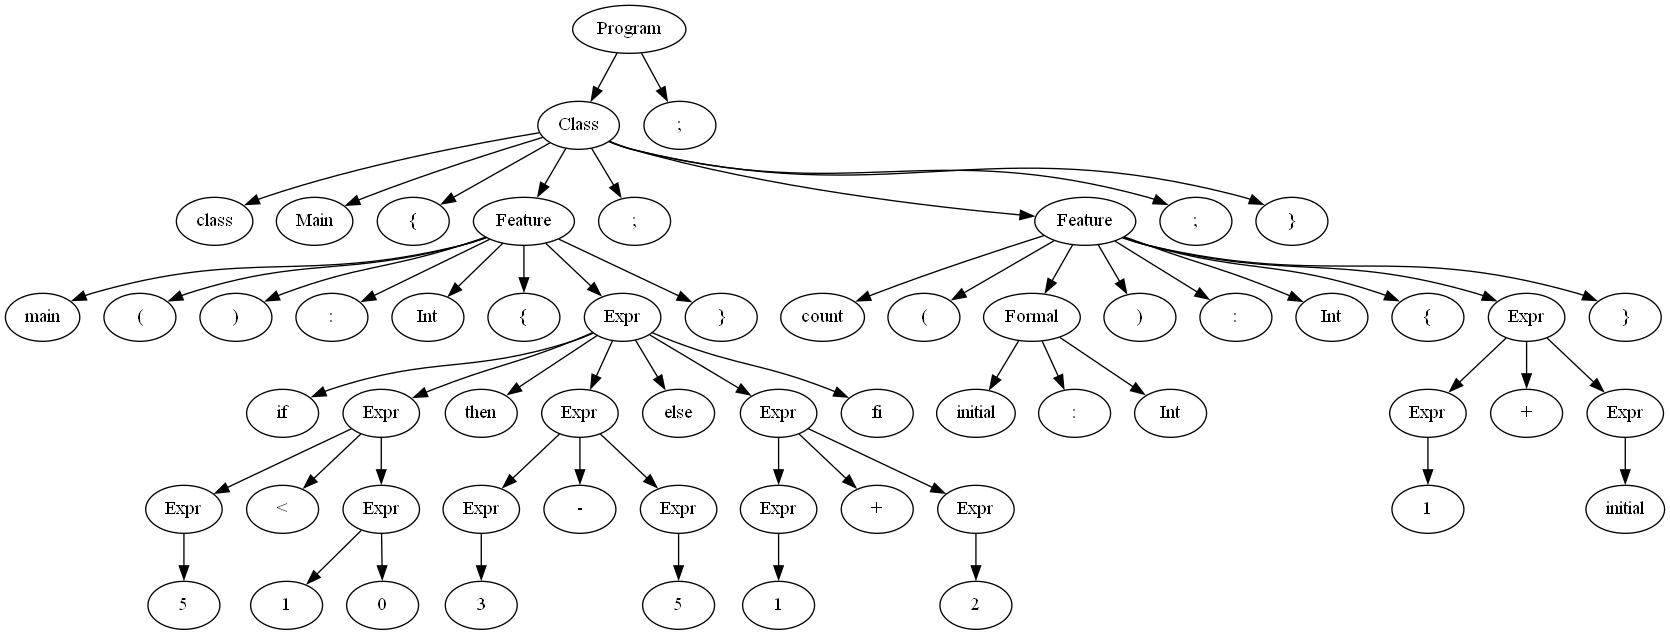 Program
Class ;
class Main { Feature ; Feature ; }
main ( ) : Int { Expr } count ( Formal ) : Int { Expr }
if Expr then Expr else Expr fi initial : Int Expr + Expr
Expr < Expr Expr - Expr Expr + Expr 1 initial
5 1 0 3 5 1 2